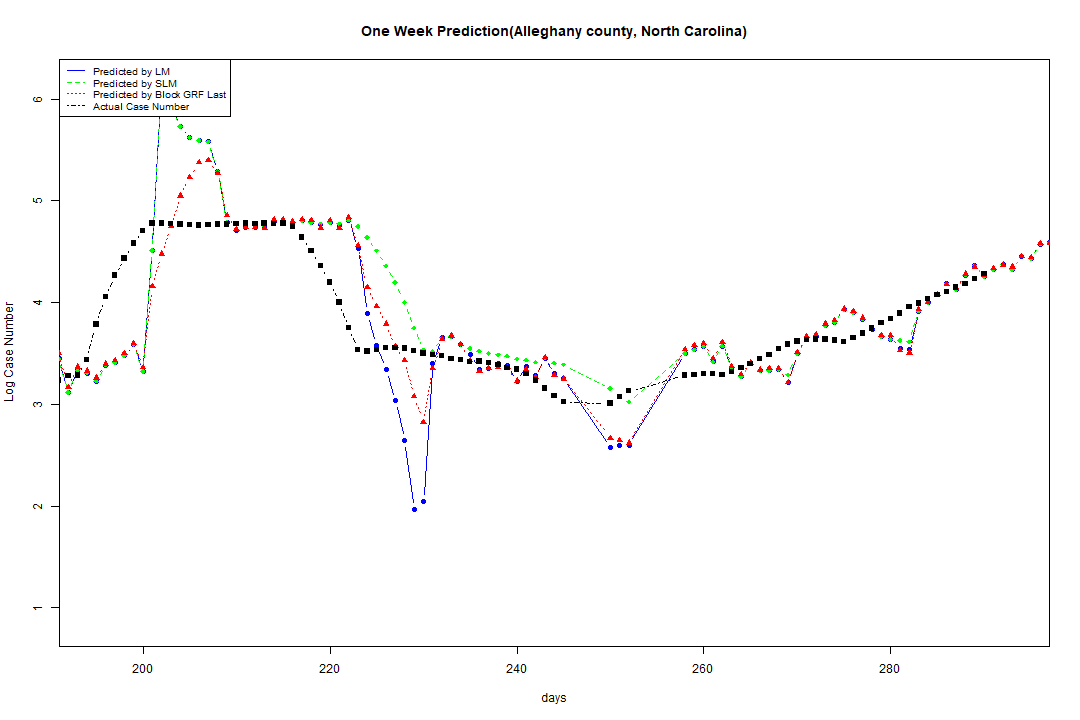 One Week Prediction(Alleghany county, North Carolina)
Predicted by LM
Predicted by SLM
Predicted by Block GRF Last
Actual Case Number
6
5
4
3
2
1
Log Case Number
200
220
240
260
280
days